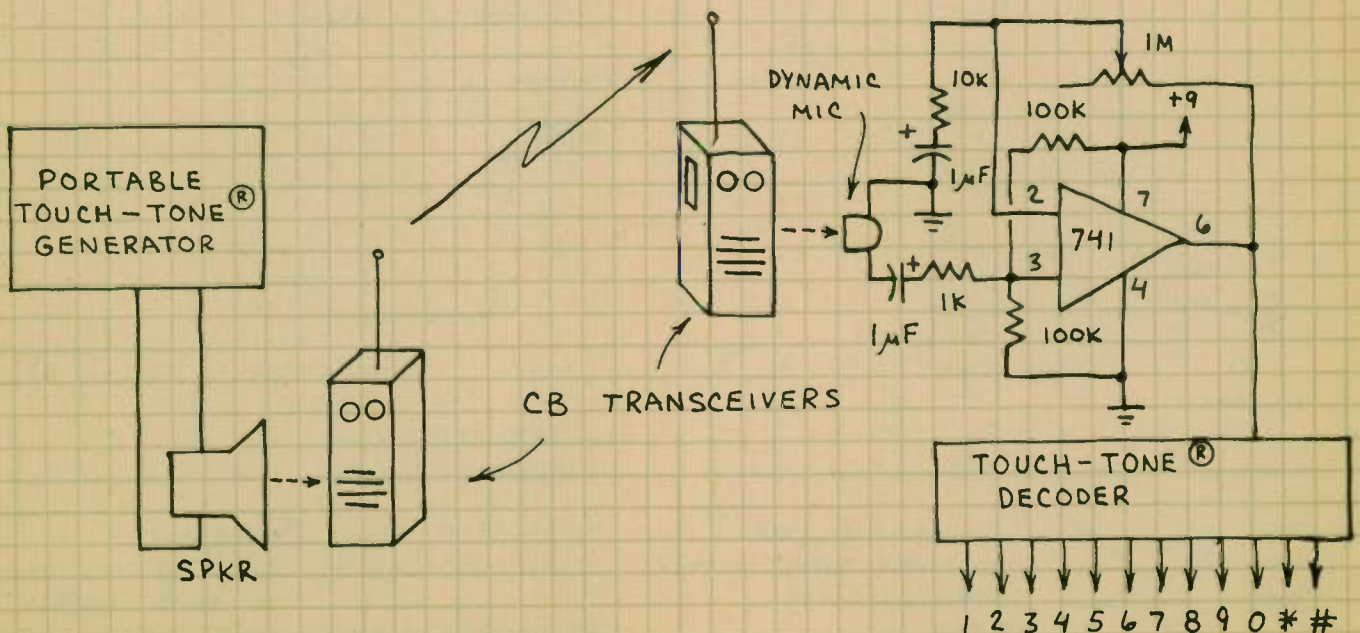 PORTABLE
TOUCH-TONE®
GENERATOR
SPKR
CB TRANSCEIVERS
DYNAMIC
MIC
10K
+
1µF
1M
+9
100K
2
7
741
6
3
4
+
1K
1µF
100K
TOUCH-TONE®
DECODER
1 2 3 4 5 6 7 8 9 0 * #